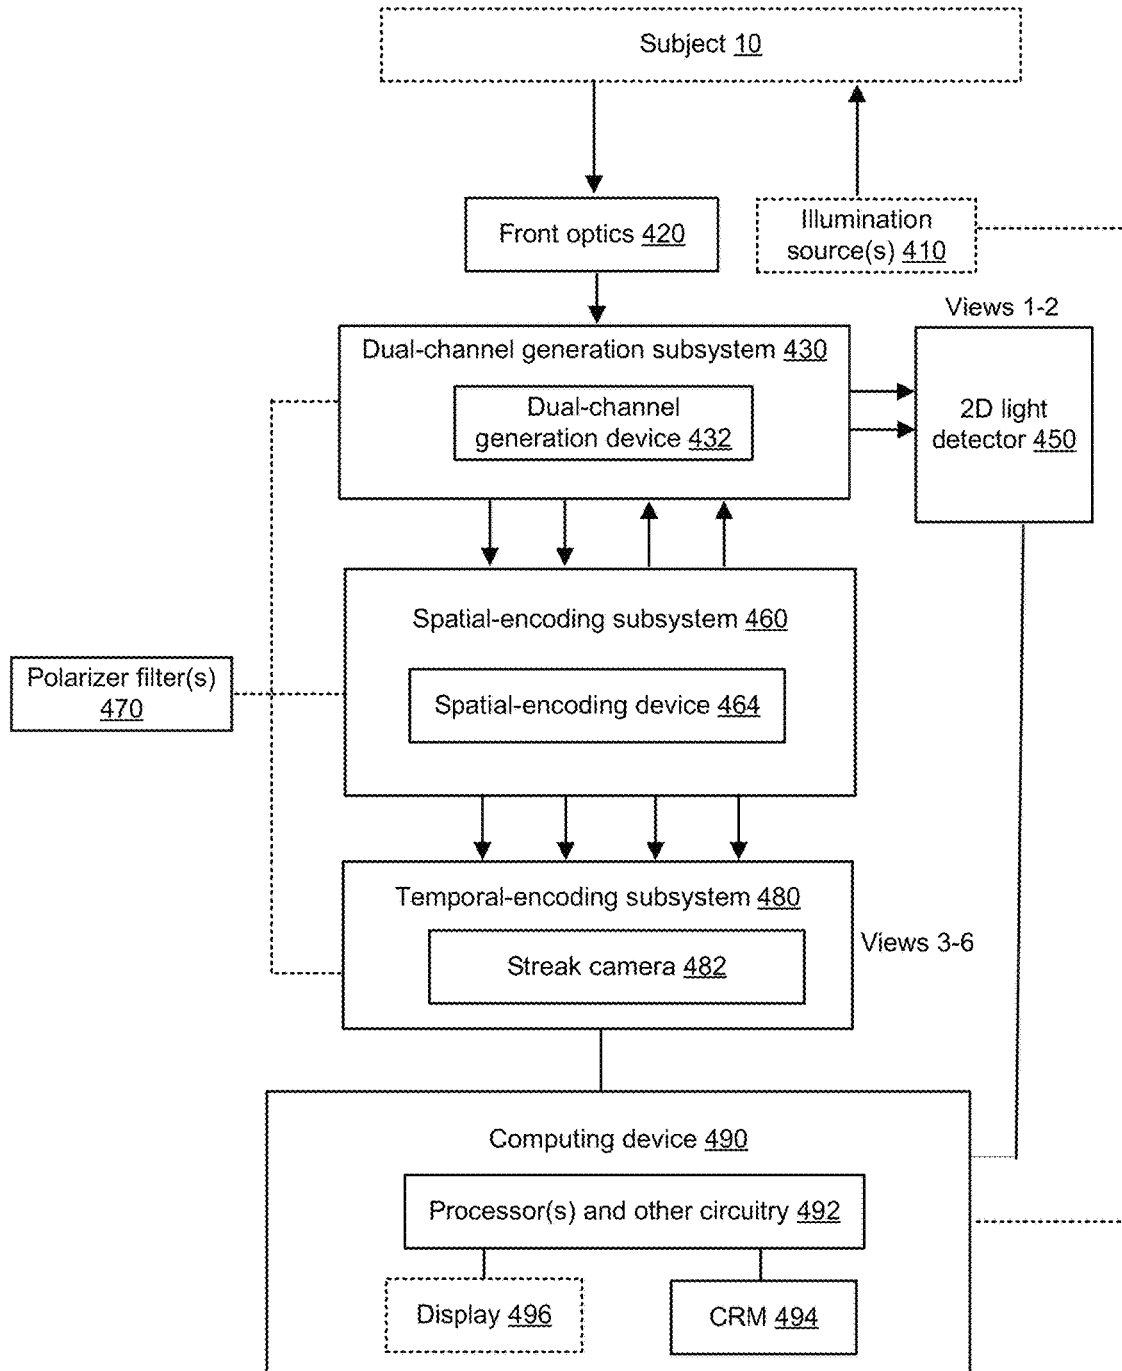 Subject 10
Front optics 420
Illumination
source(s) 410
Views 1-2
Dual-channel generation subsystem 430
Dual-channel
generation device 432
2D light
detector 450
Spatial-encoding subsystem 460
Polarizer filter(s)
470
Spatial-encoding device 464
Temporal-encoding subsystem 480
Views 3-6
Streak camera 482
Computing device 490
Processor(s) and other circuitry 492
Display 496
CRM 494